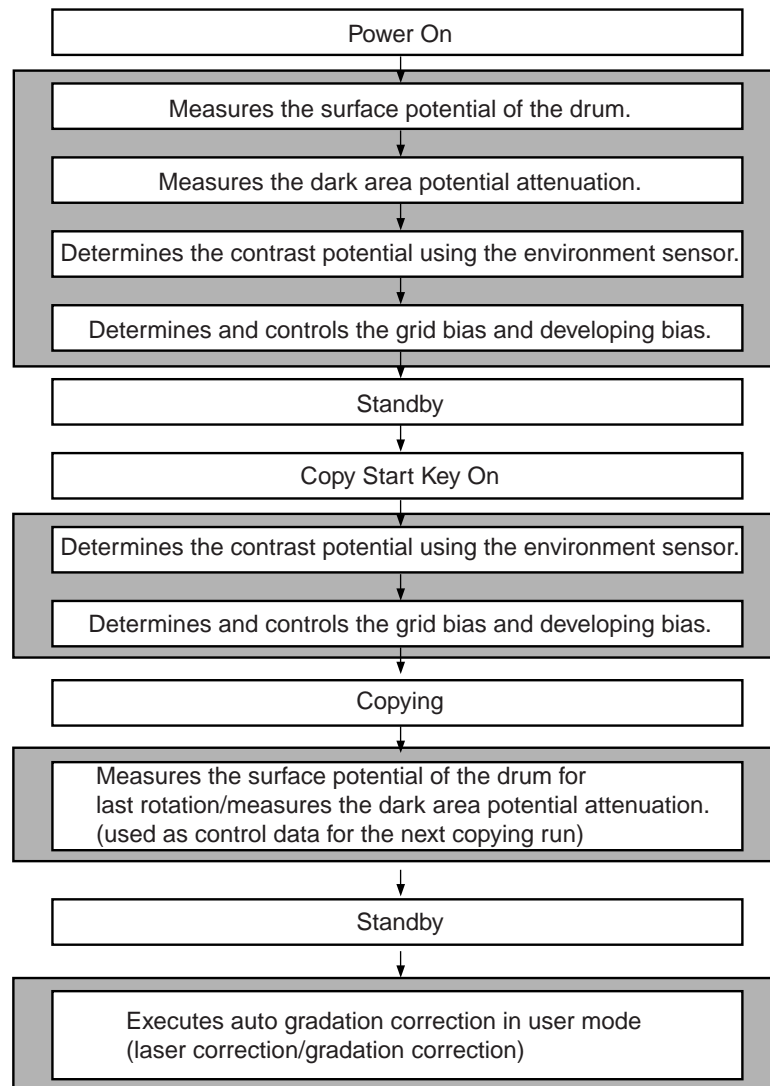 Power On
Measures the surface potential of the drum.
Measures the dark area potential attenuation.
Determines the contrast potential using the environment sensor.
Determines and controls the grid bias and developing bias.
Standby
Copy Start Key On
Determines the contrast potential using the environment sensor.
Determines and controls the grid bias and developing bias.
Copying
Measures the surface potential of the drum for
last rotation/measures the dark area potential attenuation.
(used as control data for the next copying run)
Standby
Executes auto gradation correction in user mode
(laser correction/gradation correction)